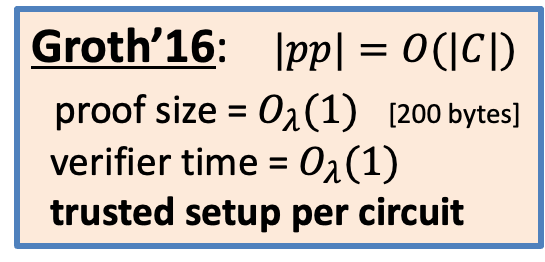 Groth’16: |pp| = O(|C|)
proof size = O_λ(1) [200 bytes]
verifier time = O_λ(1)
trusted setup per circuit